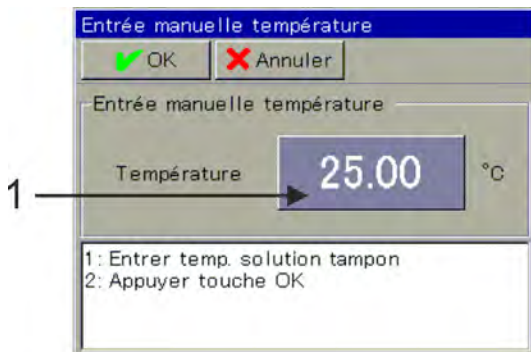 Entrée manuelle température
OK Annuler
Entrée manuelle température
1 Température 25.00 °C
1: Entrer temp. solution tampon
2: Appuyer touche OK